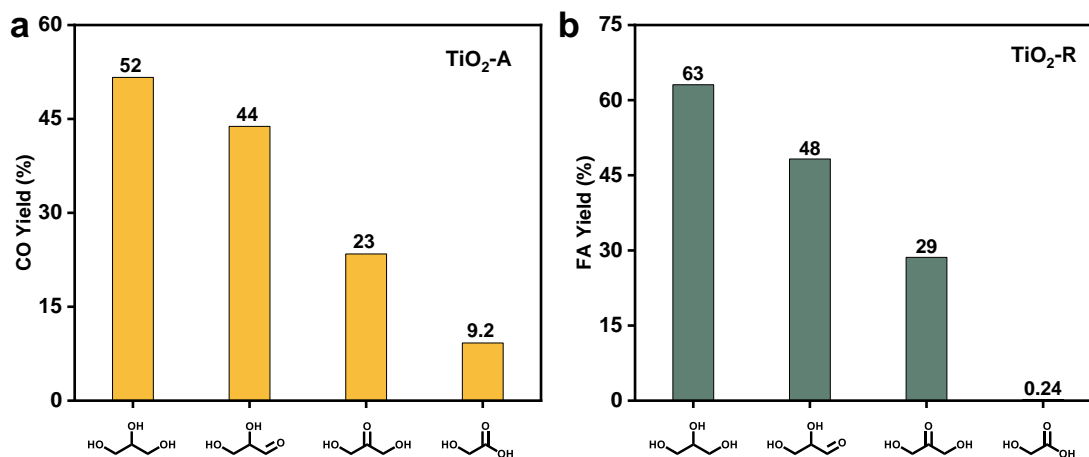 a
TiO2-A
CO Yield (%)
60
45
30
15
0
52
44
23
9.2
OH
HO OH
OH
HO O
O
HO OH
O
HO OH
b
TiO2-R
FA Yield (%)
75
60
45
30
15
0
63
48
29
0.24
OH
HO OH
OH
HO O
O
HO OH
O
HO OH